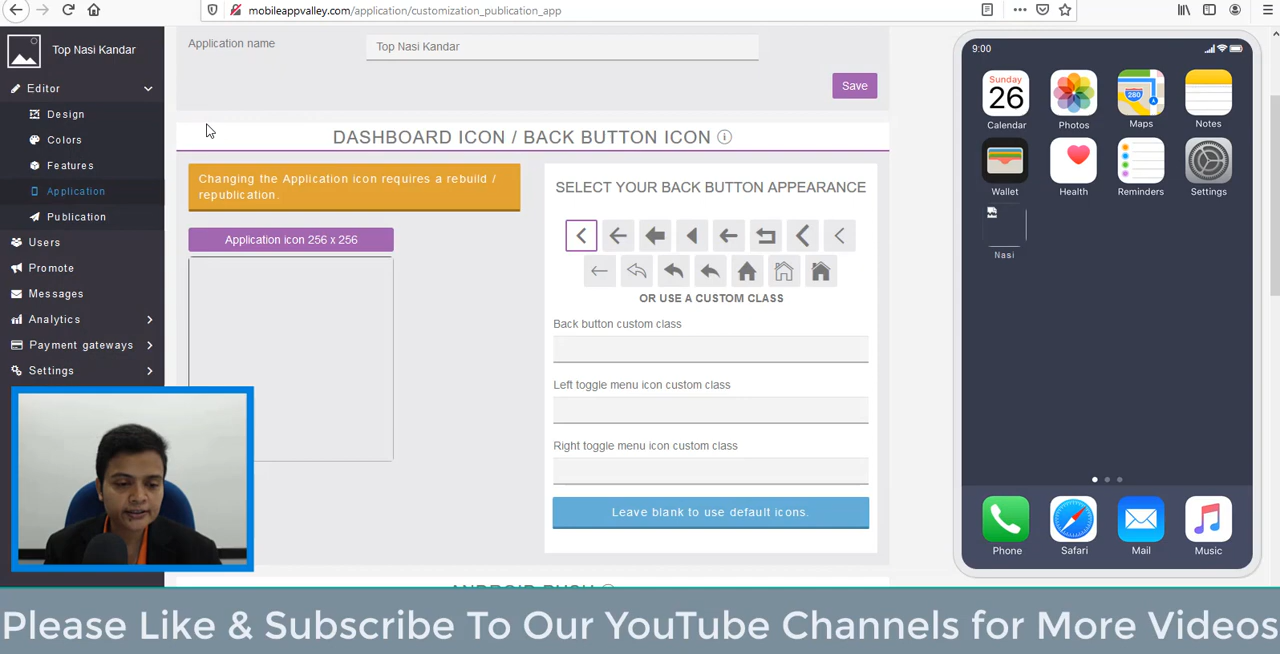 mobileappvalley.com/application/customization_publication_app
Top Nasi Kandar
Editor
Design
Colors
Features
Application
Publication
Users
Promote
Messages
Analytics
Payment gateways
Settings
Application name
Top Nasi Kandar
Save
DASHBOARD ICON / BACK BUTTON ICON
Changing the Application icon requires a rebuild /
republication.
Application icon 256 x 256
SELECT YOUR BACK BUTTON APPEARANCE
OR USE A CUSTOM CLASS
Back button custom class
Left toggle menu icon custom class
Right toggle menu icon custom class
Leave blank to use default icons.
9:00
Sunday
26
280
Calendar Photos Maps Notes
Wallet Health Reminders Settings
Nasi
Phone Safari Mail Music
Please Like & Subscribe To Our YouTube Channels for More Videos